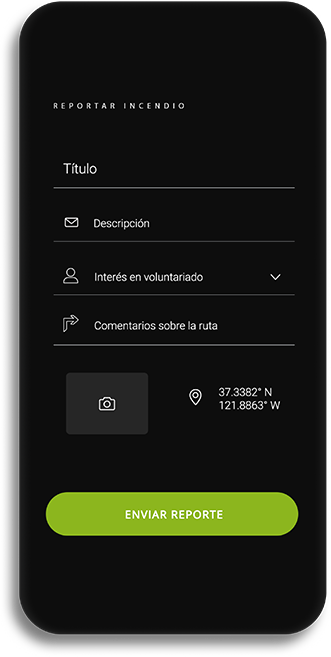 REPORTAR INCENDIO
Título
Descripción
Interés en voluntariado
Comentarios sobre la ruta
37.3382° N
121.8863° W
ENVIAR REPORTE